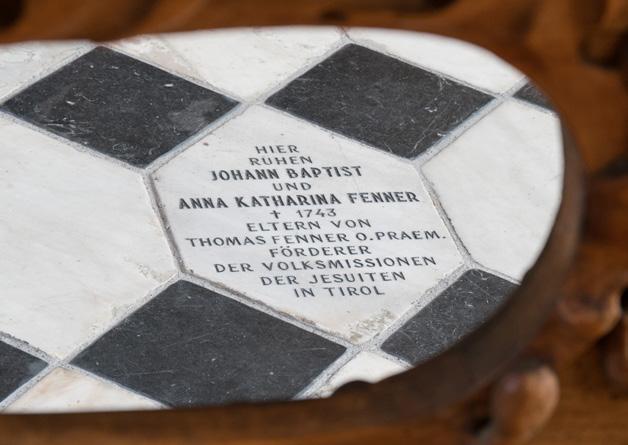 HIER
RUHEN
JOHANN BAPTIST
UND
ANNA KATHARINA FENNER
† 1743
ELTERN VON
THOMAS FENNER O.PRAEM.
FÖRDERER
DER VOLKSMISSIONEN
DER JESUITEN
IN TIROL